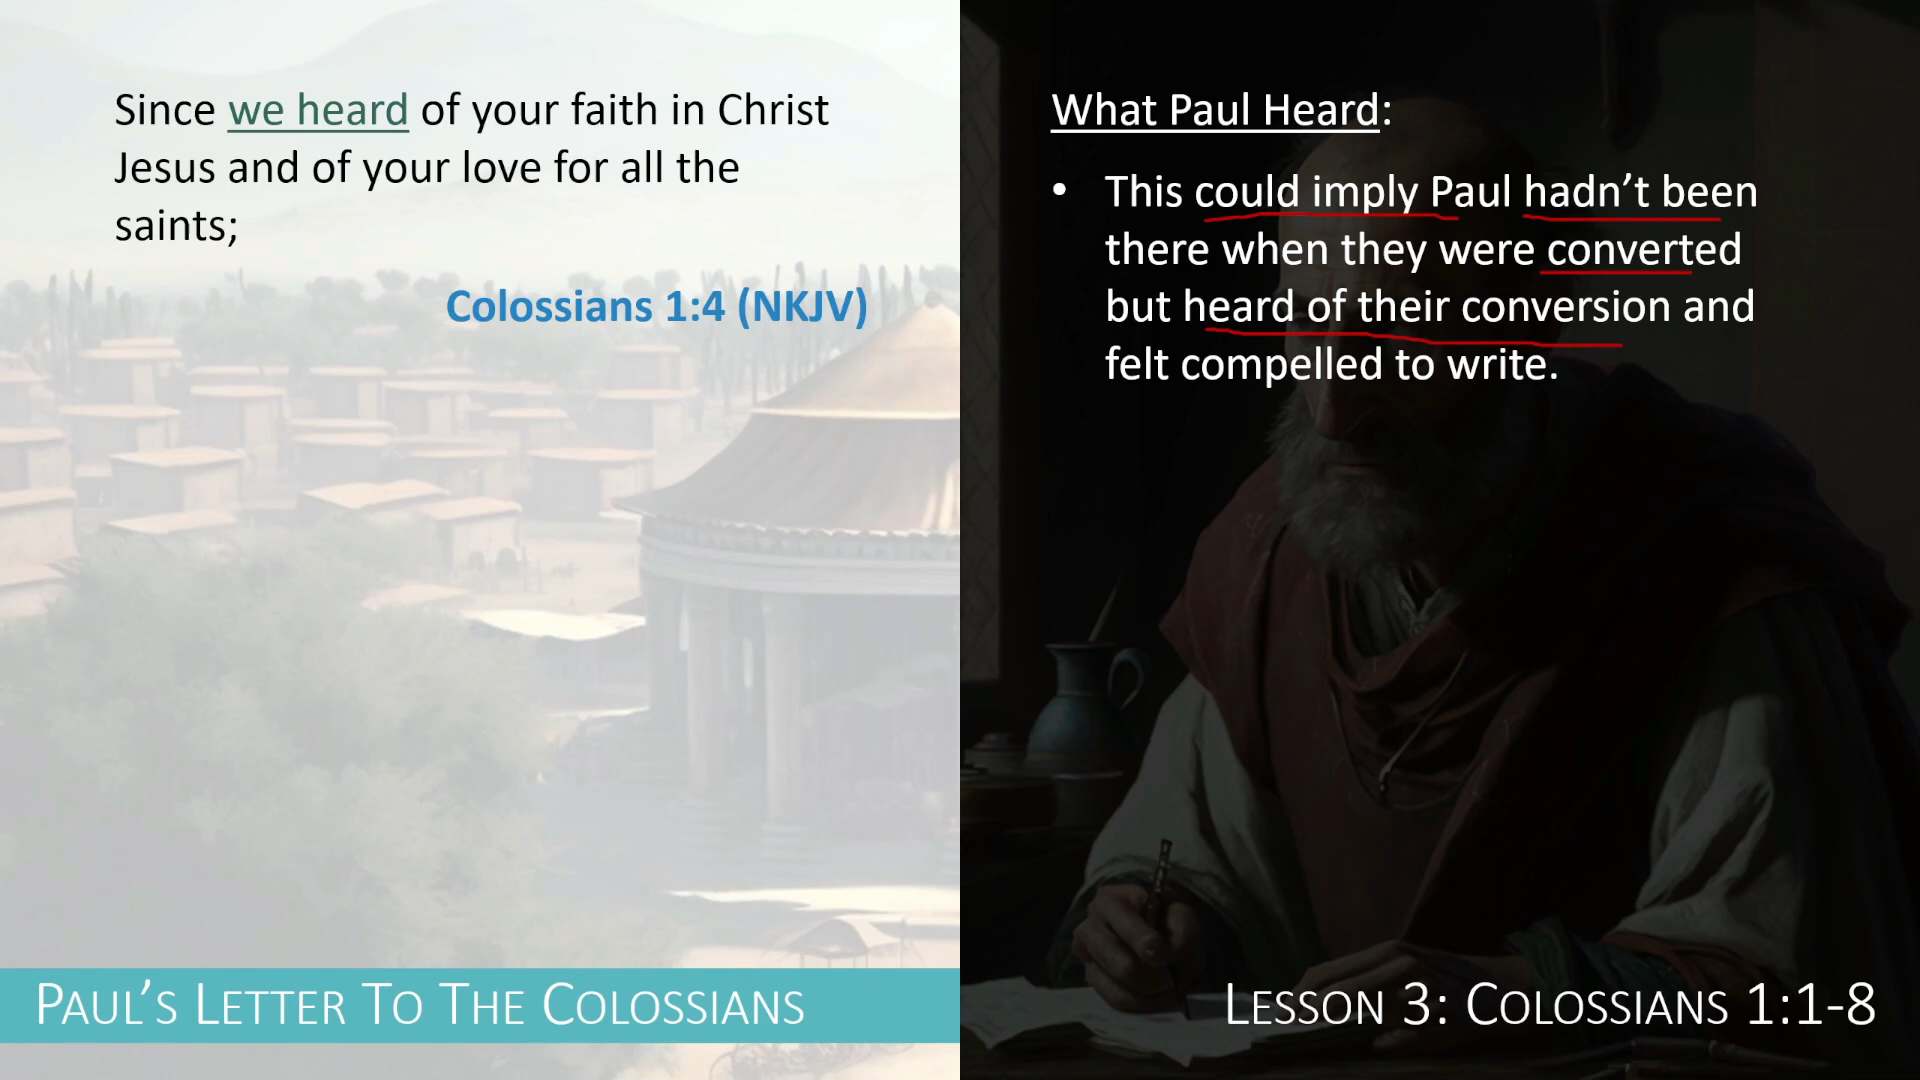 Since we heard of your faith in Christ
Jesus and of your love for all the
saints;
Colossians 1:4 (NKJV)
What Paul Heard:
• This could imply Paul hadn’t been
there when they were converted
but heard of their conversion and
felt compelled to write.
Paul’s Letter To The Colossians
Lesson 3: Colossians 1:1-8